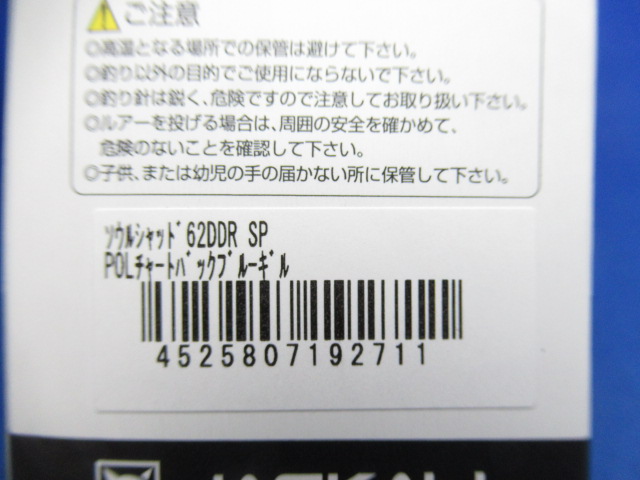 ご注意
◎高温となる場所での保管は避けて下さい。
◎釣り以外の目的でご使用にならないで下さい。
◎釣り針は鋭く、危険ですので注意してお取り扱い下さい。
◎ルアーを投げる場合は、周囲の安全を確かめて、
危険のないことを確認して下さい。
◎子供、または幼児の手の届かない所に保管して下さい。
ｿｳﾙｼｬｯﾄﾞ62DDR SP
POLﾁｬｰﾄﾊﾞｯｸﾌﾞﾙｰｷﾞﾙ
4525807192711